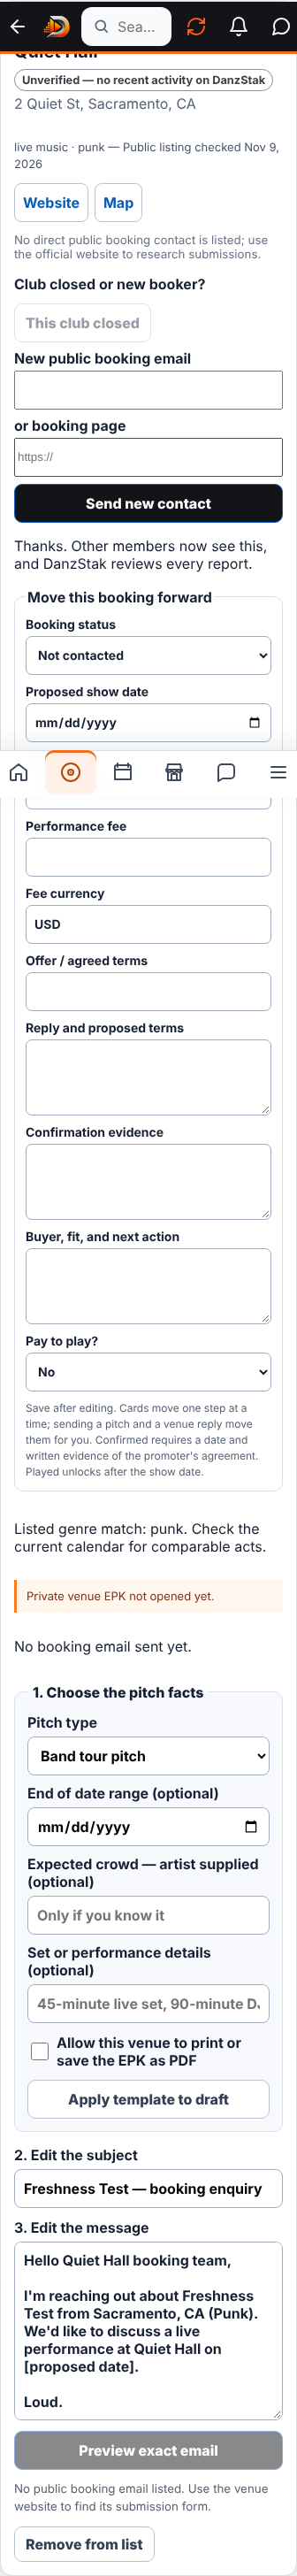 Sea...
Quiet Hall
Unverified — no recent activity on DanzStak
2 Quiet St, Sacramento, CA
live music · punk — Public listing checked Nov 9,
2026
Website
Map
No direct public booking contact is listed; use
the official website to research submissions.
Club closed or new booker?
This club closed
New public booking email
or booking page
https://
Send new contact
Thanks. Other members now see this,
and DanzStak reviews every report.
Move this booking forward
Booking status
Not contacted
Proposed show date
mm/dd/yyyy
Performance fee
Fee currency
USD
Offer / agreed terms
Reply and proposed terms
Confirmation evidence
Buyer, fit, and next action
Pay to play?
No
Save after editing. Cards move one step at a
time; sending a pitch and a venue reply move
them for you. Confirmed requires a date and
written evidence of the promoter's agreement.
Played unlocks after the show date.
Listed genre match: punk. Check the
current calendar for comparable acts.
Private venue EPK not opened yet.
No booking email sent yet.
1. Choose the pitch facts
Pitch type
Band tour pitch
End of date range (optional)
mm/dd/yyyy
Expected crowd — artist supplied
(optional)
Only if you know it
Set or performance details
(optional)
45-minute live set, 90-minute D
Allow this venue to print or
save the EPK as PDF
Apply template to draft
2. Edit the subject
Freshness Test — booking enquiry
3. Edit the message
Hello Quiet Hall booking team,
I'm reaching out about Freshness
Test from Sacramento, CA (Punk).
We'd like to discuss a live
performance at Quiet Hall on
[proposed date].
Loud.
Preview exact email
No public booking email listed. Use the venue
website to find its submission form.
Remove from list